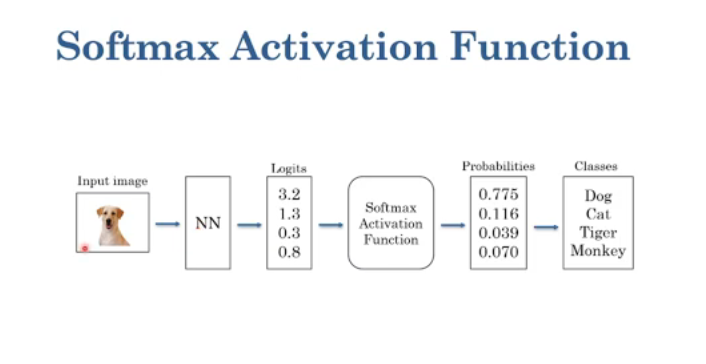 Softmax Activation Function
Input image
NN
Logits
3.2
1.3
0.3
0.8
Softmax
Activation
Function
Probabilities
0.775
0.116
0.039
0.070
Classes
Dog
Cat
Tiger
Monkey